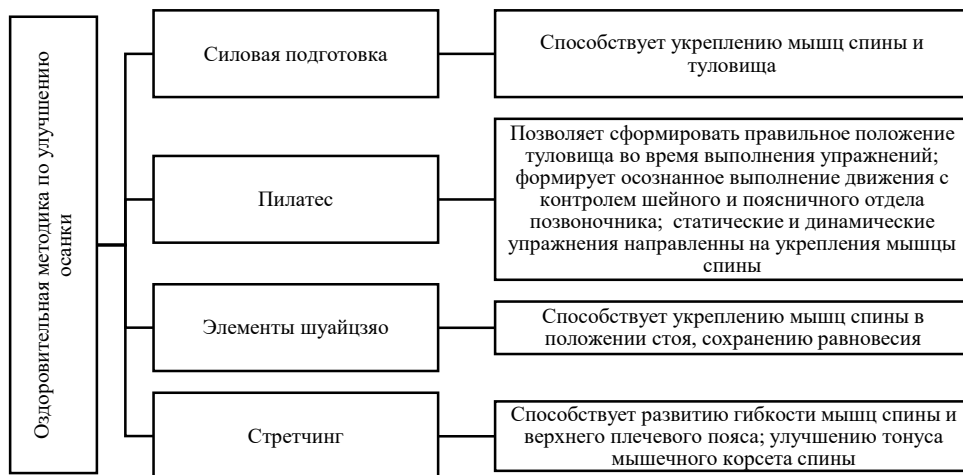 Оздоровительная методика по улучшению
осанки
Силовая подготовка
Способствует укреплению мышц спины и
туловища
Пилатес
Позволяет сформировать правильное положение
туловища во время выполнения упражнений;
формирует осознанное выполнение движения с
контролем шейного и поясничного отдела
позвоночника;  статические и динамические
упражнения направленны на укрепления мышцы
спины
Элементы шуайцзяо
Способствует укреплению мышц спины в
положении стоя, сохранению равновесия
Стретчинг
Способствует развитию гибкости мышц спины и
верхнего плечевого пояса; улучшению тонуса
мышечного корсета спины